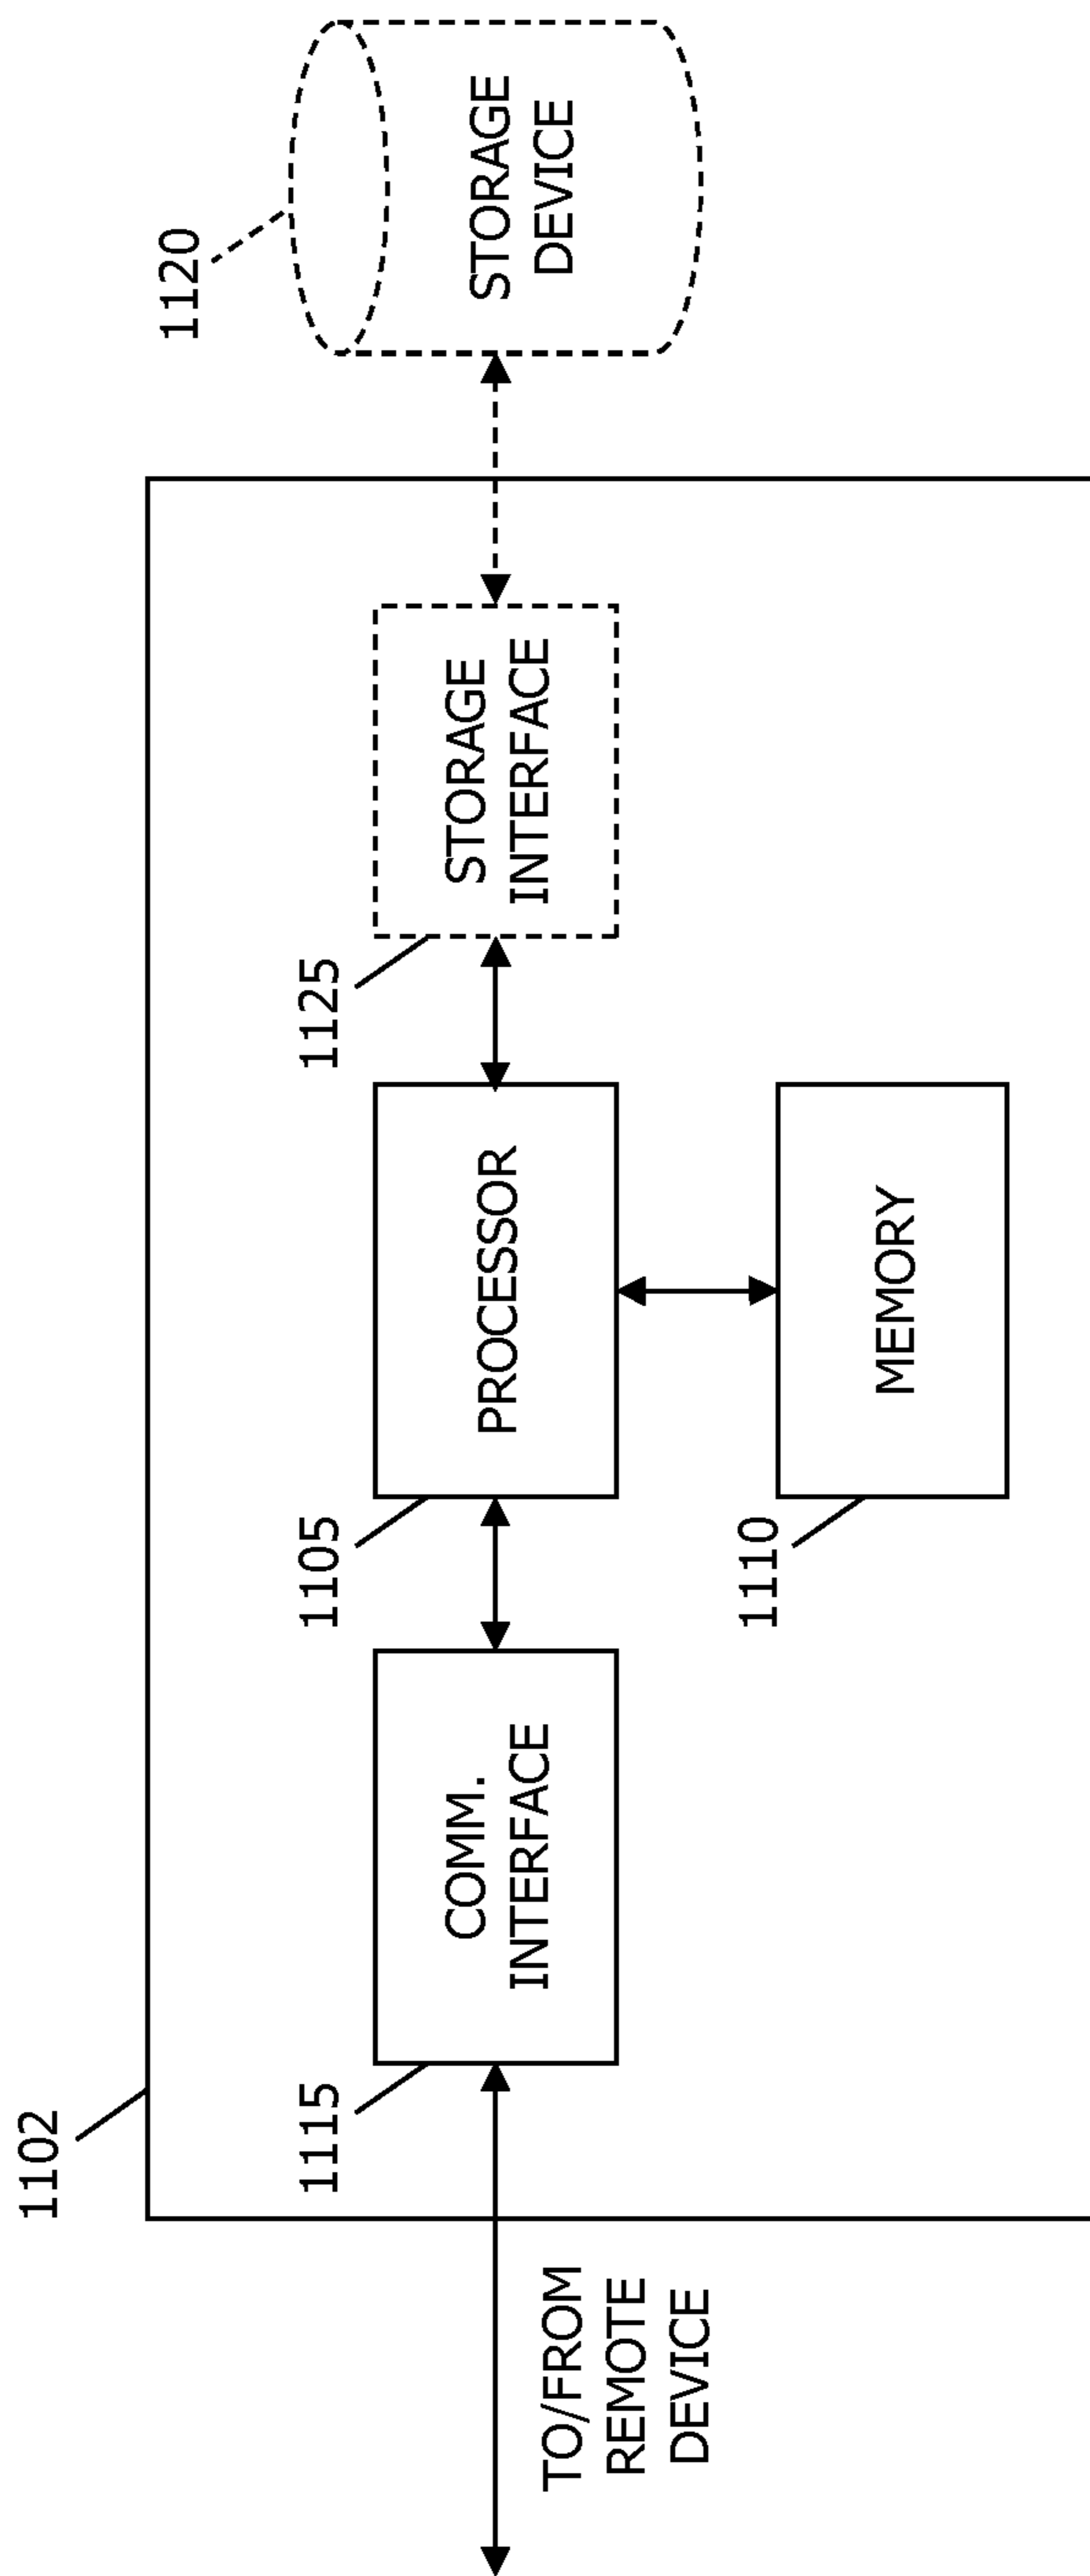 1102
1115
COMM.
INTERFACE
1105
PROCESSOR
1125
STORAGE
INTERFACE
1120
STORAGE
DEVICE
TO/FROM
REMOTE
DEVICE
1110
MEMORY